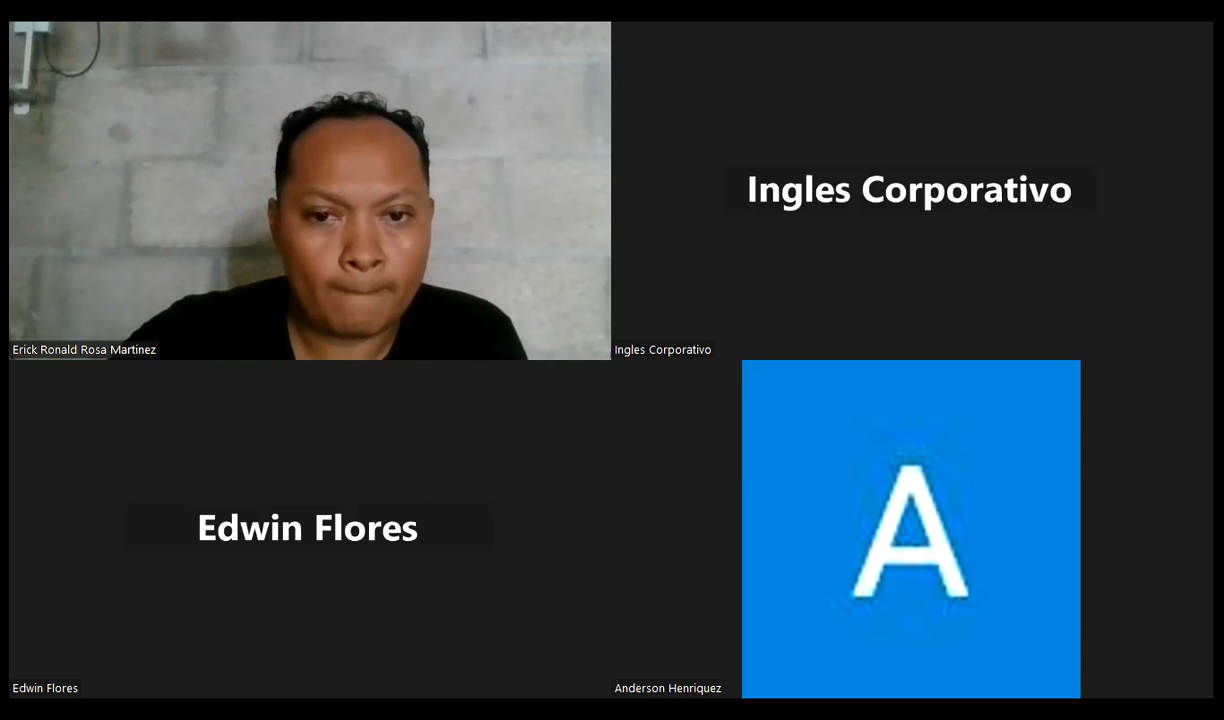 Ingles Corporativo
Erick Ronald Rosa Martinez
Ingles Corporativo
Edwin Flores
A
Edwin Flores
Anderson Henriquez